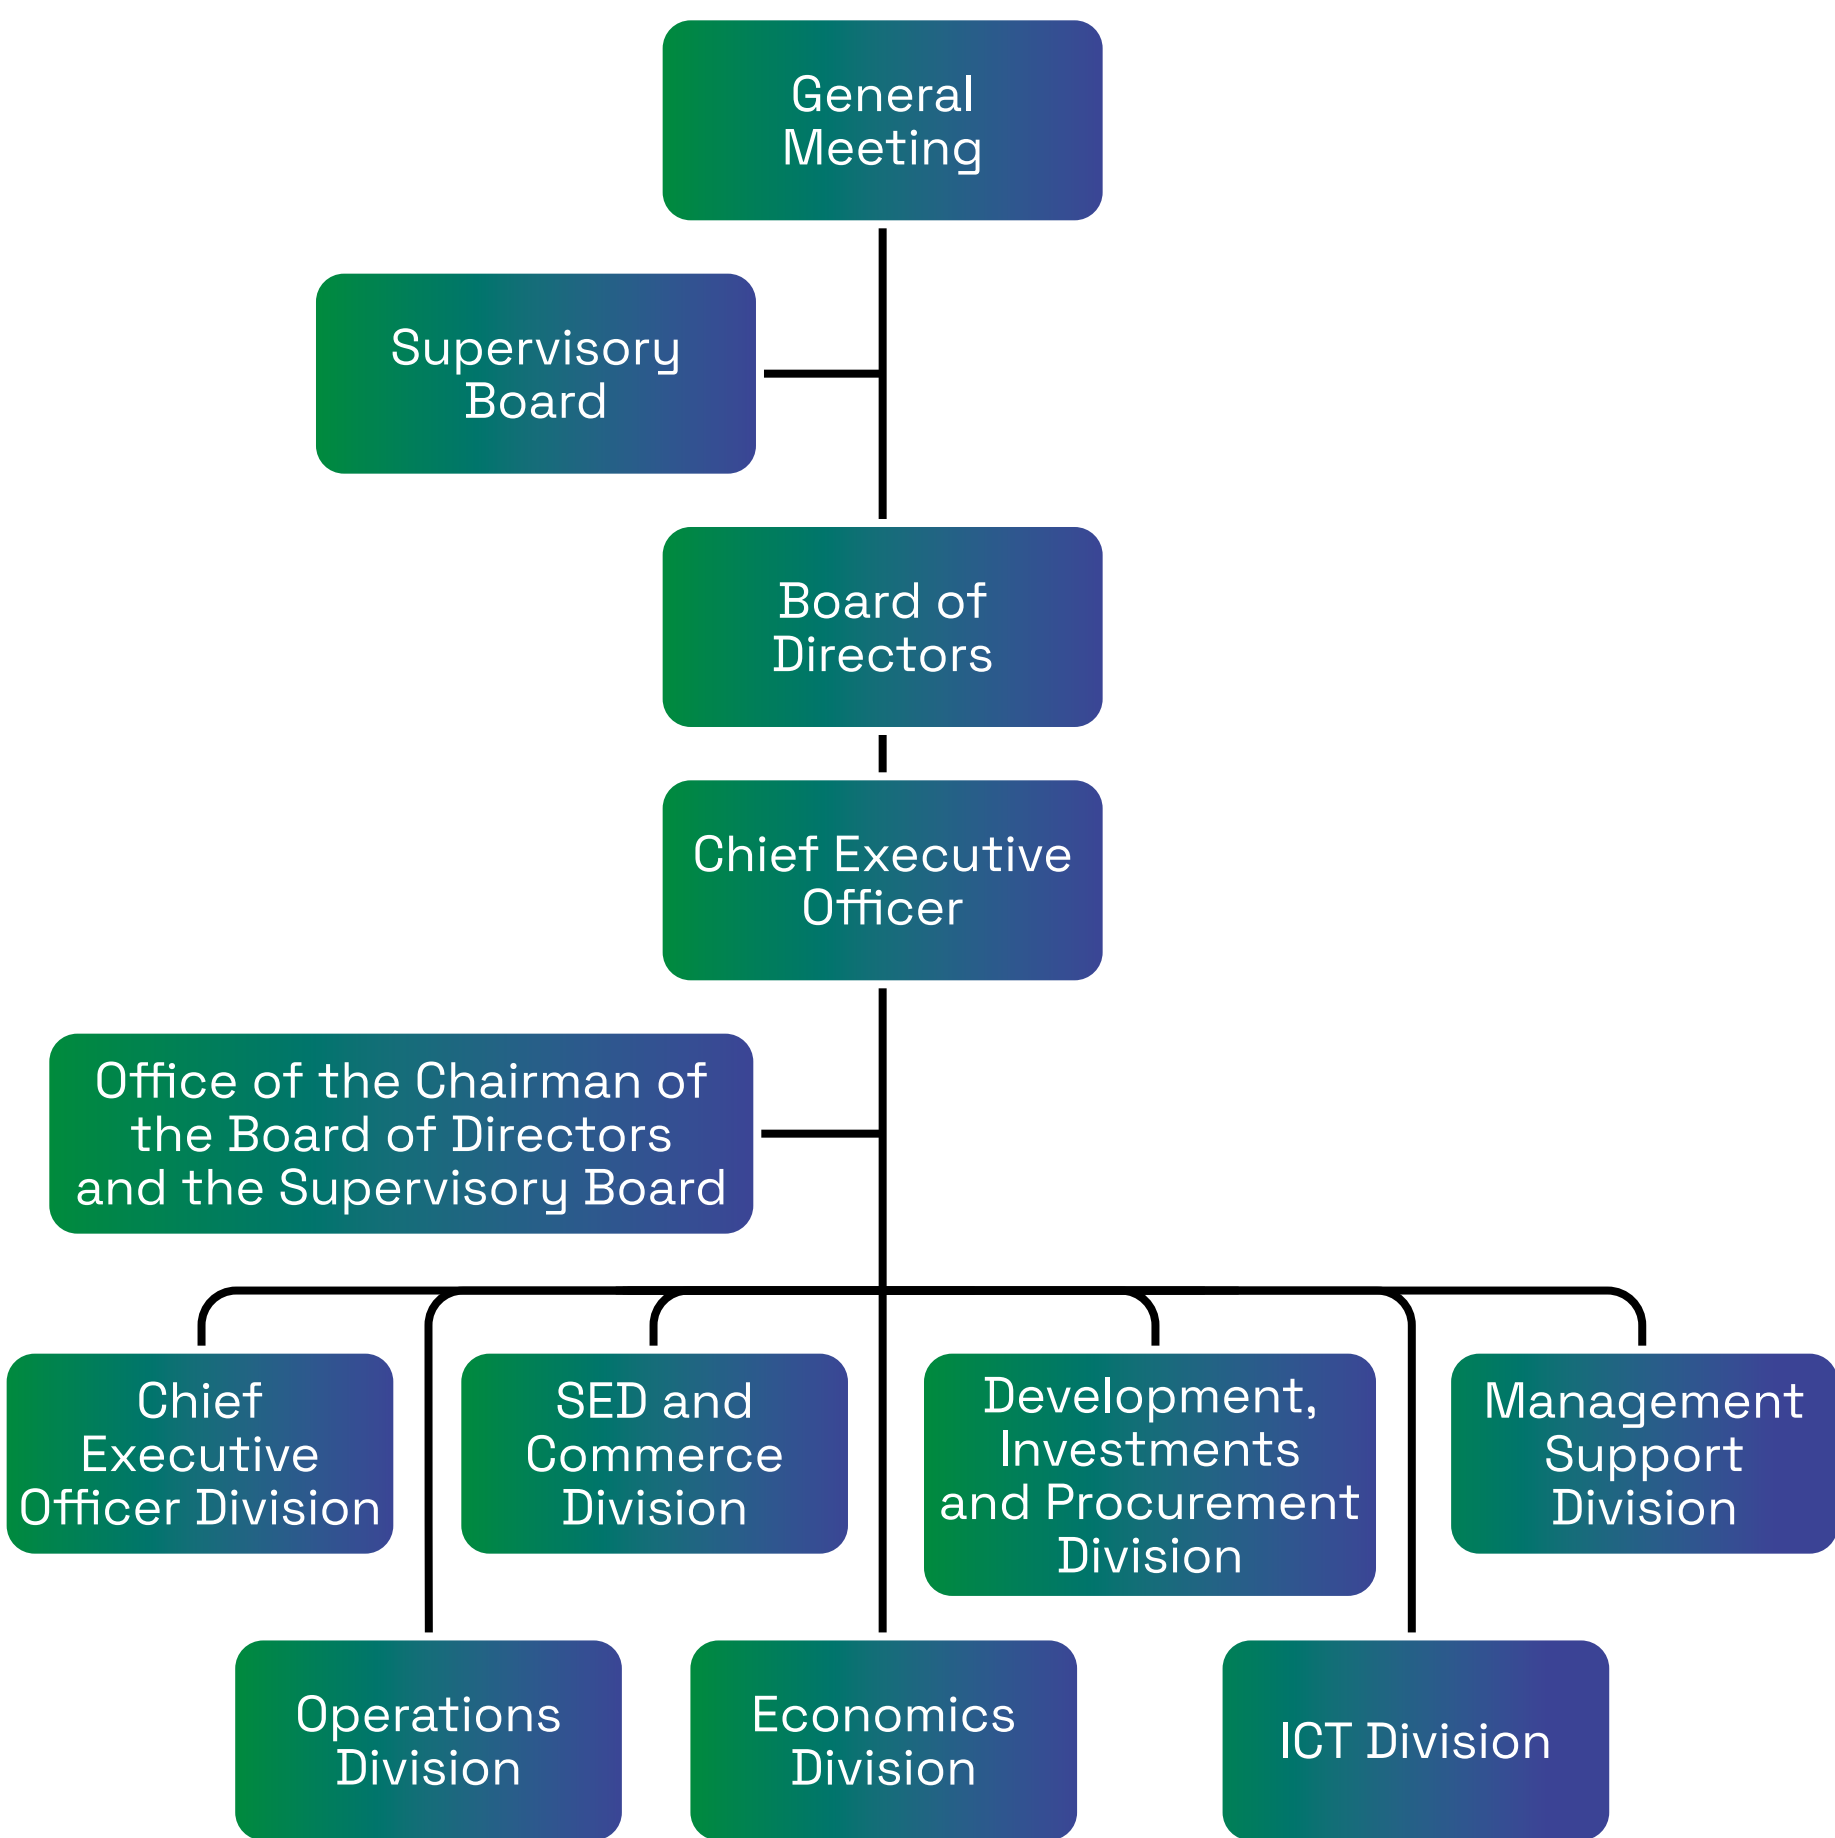 General
Meeting
Supervisory
Board
Board of
Directors
Chief Executive
Officer
Office of the Chairman of
the Board of Directors
and the Supervisory Board
Chief
Executive
Officer Division
SED and
Commerce
Division
Development,
Investments
and Procurement
Division
Management
Support
Division
Operations
Division
Economics
Division
ICT Division